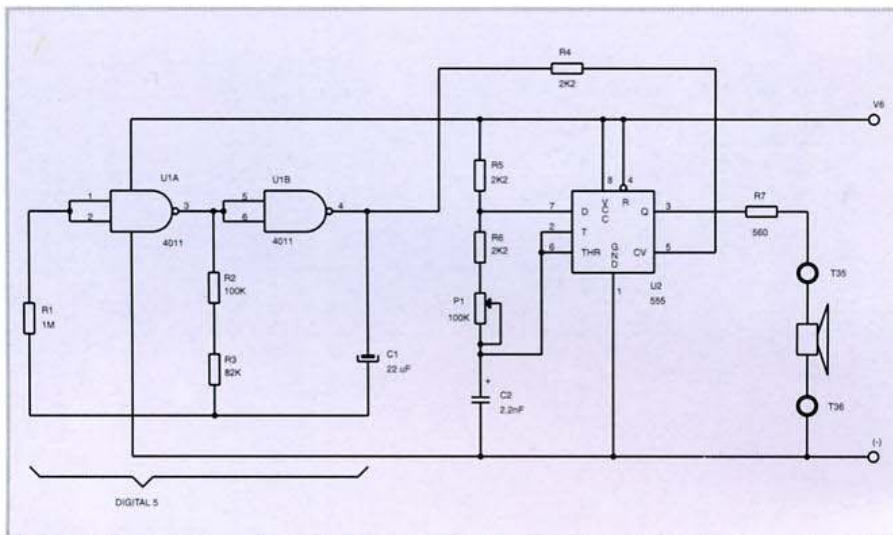 R4
2K2
V6
U1A
U1B
1
2
3
5
6
4
4011
4011
R5
2K2
R6
2K2
P1
100K
8
4
7
2
6
D
T
THR
VCC
R
Q
GND
CV
3
5
1
U2
555
R7
560
T35
T36
R1
1M
R2
100K
R3
82K
C1
22 uF
+
C2
2.2nF
(-)
DIGITAL 5